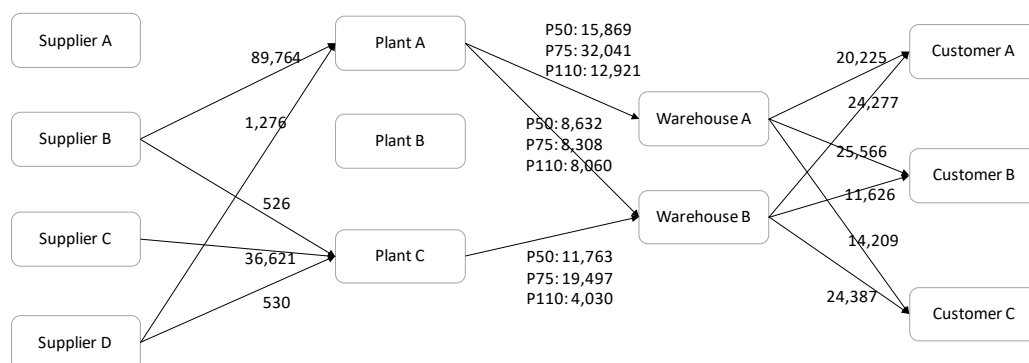 Supplier A
Supplier B
Supplier C
Supplier D
89,764
1,276
526
36,621
530
Plant A
Plant B
Plant C
P50: 15,869
P75: 32,041
P110: 12,921
P50: 8,632
P75: 8,308
P110: 8,060
P50: 11,763
P75: 19,497
P110: 4,030
Warehouse A
Warehouse B
20,225
24,277
25,566
11,626
14,209
24,387
Customer A
Customer B
Customer C